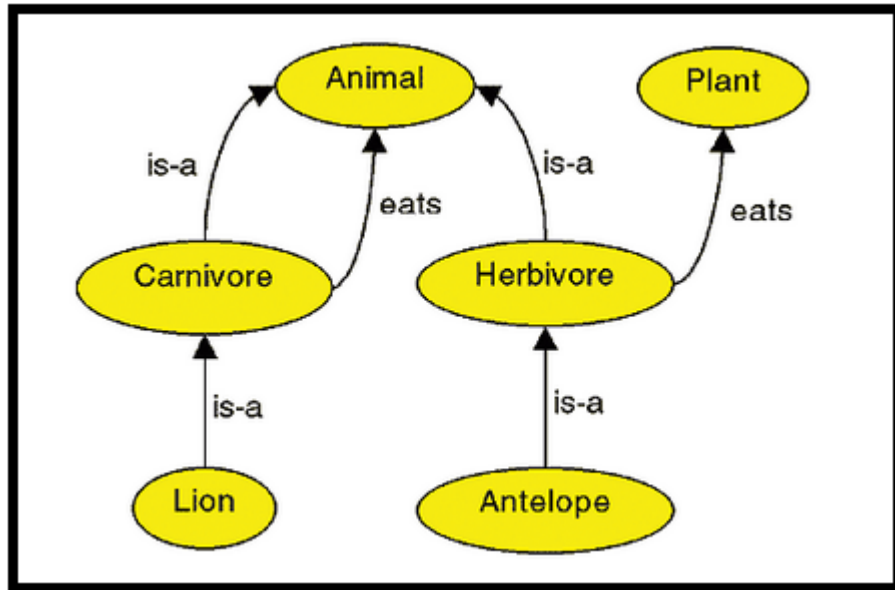 Animal
Plant
is-a
is-a
eats
eats
Carnivore
Herbivore
is-a
is-a
Lion
Antelope